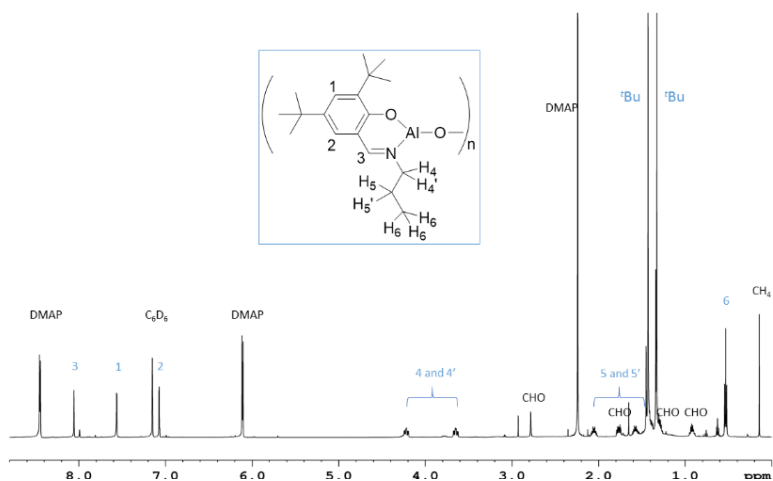 1
2
3
O
Al
O
n
N
H₄
H₄'
H₅
H₅'
H₆
H₆
H₆
DMAP
ᵗBu
ᵗBu
DMAP
3
1
C₆D₆
2
DMAP
4 and 4'
CHO
5 and 5'
CHO
CHO
CHO
6
CH₄
8.0
7.0
6.0
5.0
4.0
3.0
2.0
1.0
ppm